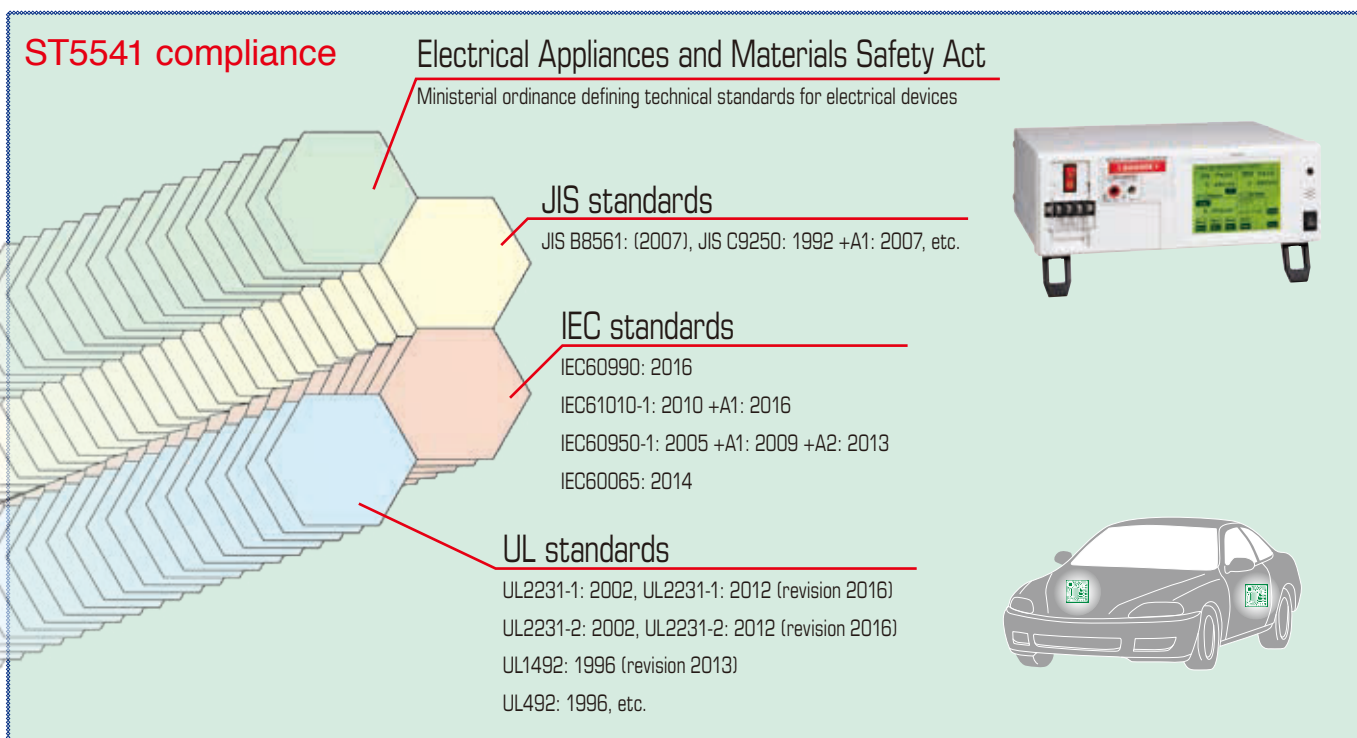 ST5541 compliance
Electrical Appliances and Materials Safety Act
Ministerial ordinance defining technical standards for electrical devices
JIS standards
JIS B8561: (2007), JIS C9250: 1992 +A1: 2007, etc.
IEC standards
IEC60990: 2016
IEC61010-1: 2010 +A1: 2016
IEC60950-1: 2005 +A1: 2009 +A2: 2013
IEC60065: 2014
UL standards
UL2231-1: 2002, UL2231-1: 2012 (revision 2016)
UL2231-2: 2002, UL2231-2: 2012 (revision 2016)
UL1492: 1996 (revision 2013)
UL492: 1996, etc.